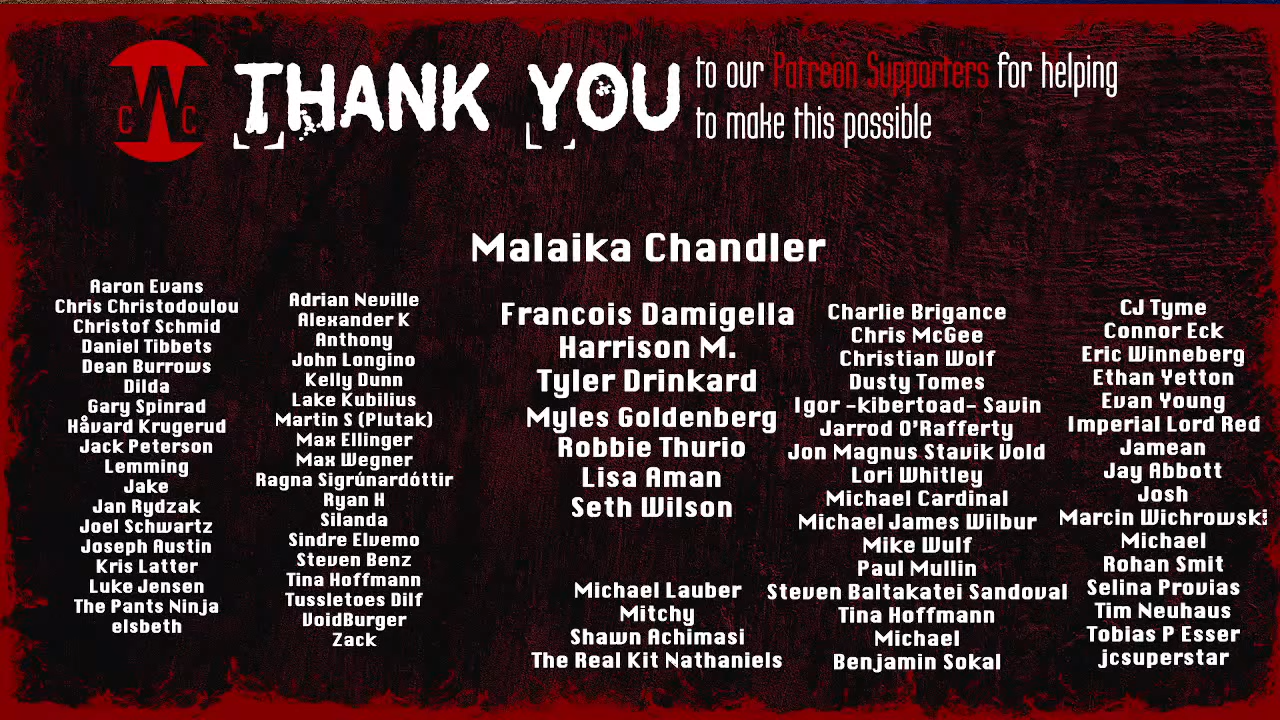 CWC
THANK YOU
to our Patreon Supporters for helping
to make this possible
Malaika Chandler
Aaron Evans
Chris Christodoulou
Christof Schmid
Daniel Tibbets
Dean Burrows
Dilda
Gary Spinrad
Håvard Krugerud
Jack Peterson
Lemming
Jake
Jan Rydzak
Joel Schwartz
Joseph Austin
Kris Latter
Luke Jensen
The Pants Ninja
elsbeth
Adrian Neville
Alexander K
Anthony
John Longino
Kelly Dunn
Lake Kubilius
Martin S (Plutak)
Max Ellinger
Max Wegner
Ragna Sigrúnardóttir
Ryan H
Silanda
Sindre Elvemo
Steven Benz
Tina Hoffmann
Tussletoes Dilf
VoidBurger
Zack
Francois Damigella
Harrison M.
Tyler Drinkard
Myles Goldenberg
Robbie Thurio
Lisa Aman
Seth Wilson
Michael Lauber
Mitchy
Shawn Achimasi
The Real Kit Nathaniels
Charlie Brigance
Chris McGee
Christian Wolf
Dusty Tomes
Igor -kibertoad- Savin
Jarrod O'Rafferty
Jon Magnus Stavik Vold
Lori Whitley
Michael Cardinal
Michael James Wilbur
Mike Wulf
Paul Mullin
Steven Baltakatei Sandoval
Tina Hoffmann
Michael
Benjamin Sokal
CJ Tyme
Connor Eck
Eric Winneberg
Ethan Yetton
Evan Young
Imperial Lord Red
Jamean
Jay Abbott
Josh
Marcin Wichrowski
Michael
Rohan Smit
Selina Provias
Tim Neuhaus
Tobias P Esser
jcsuperstar